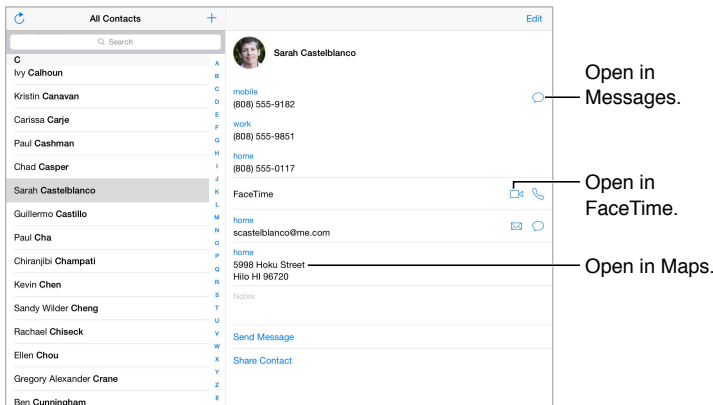 All Contacts
+
Edit
Search
C
Ivy Calhoun
Kristin Canavan
Carissa Carje
Paul Cashman
Chad Casper
Sarah Castelblanco
Guillermo Castillo
Paul Cha
Chiranjibi Champati
Kevin Chen
Sandy Wilder Cheng
Rachael Chiseck
Ellen Chou
Gregory Alexander Crane
Ben Cunningham
A
B
C
D
E
F
G
H
I
J
K
L
M
N
O
P
Q
R
S
T
U
V
W
X
Y
Z
#
Sarah Castelblanco
mobile
(808) 555-9182
work
(808) 555-9851
home
(808) 555-0117
FaceTime
home
scastelblanco@me.com
home
5998 Hoku Street
Hilo HI 96720
Notes
Send Message
Share Contact
Open in
Messages.
Open in
FaceTime.
Open in Maps.